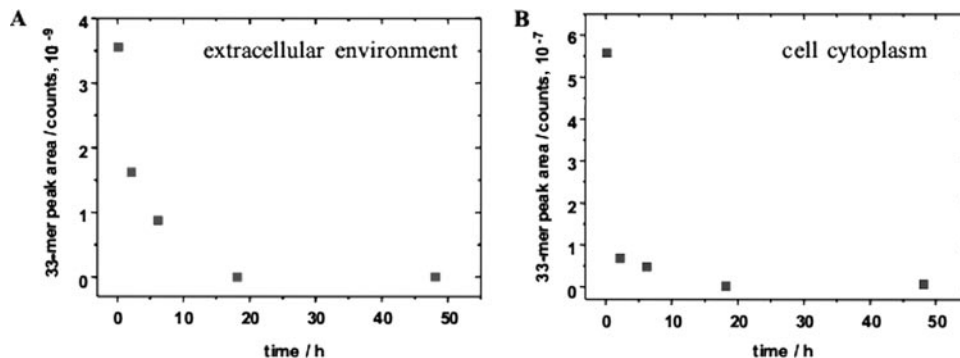 A
extracellular environment
33-mer peak area / counts, 10⁻⁹
4
3
2
1
0
0 10 20 30 40 50
time / h
B
cell cytoplasm
33-mer peak area / counts, 10⁻⁷
6
5
4
3
2
1
0
0 10 20 30 40 50
time / h